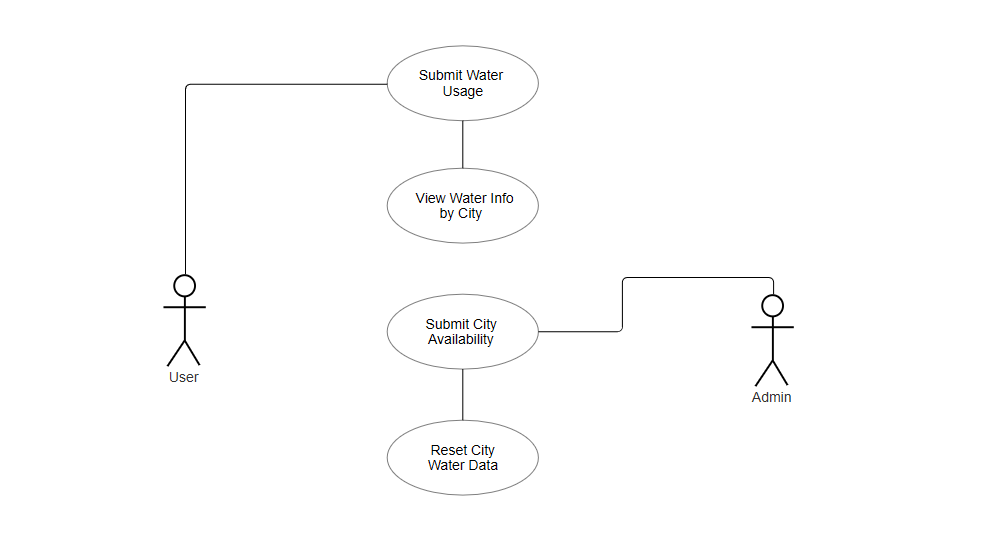 Submit Water
Usage
View Water Info
by City
Submit City
Availability
User
Admin
Reset City
Water Data